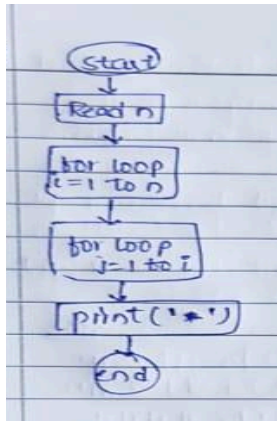 Start
Read n
for loop
i=1 to n
for loop
j=1 to i
print('*')
end